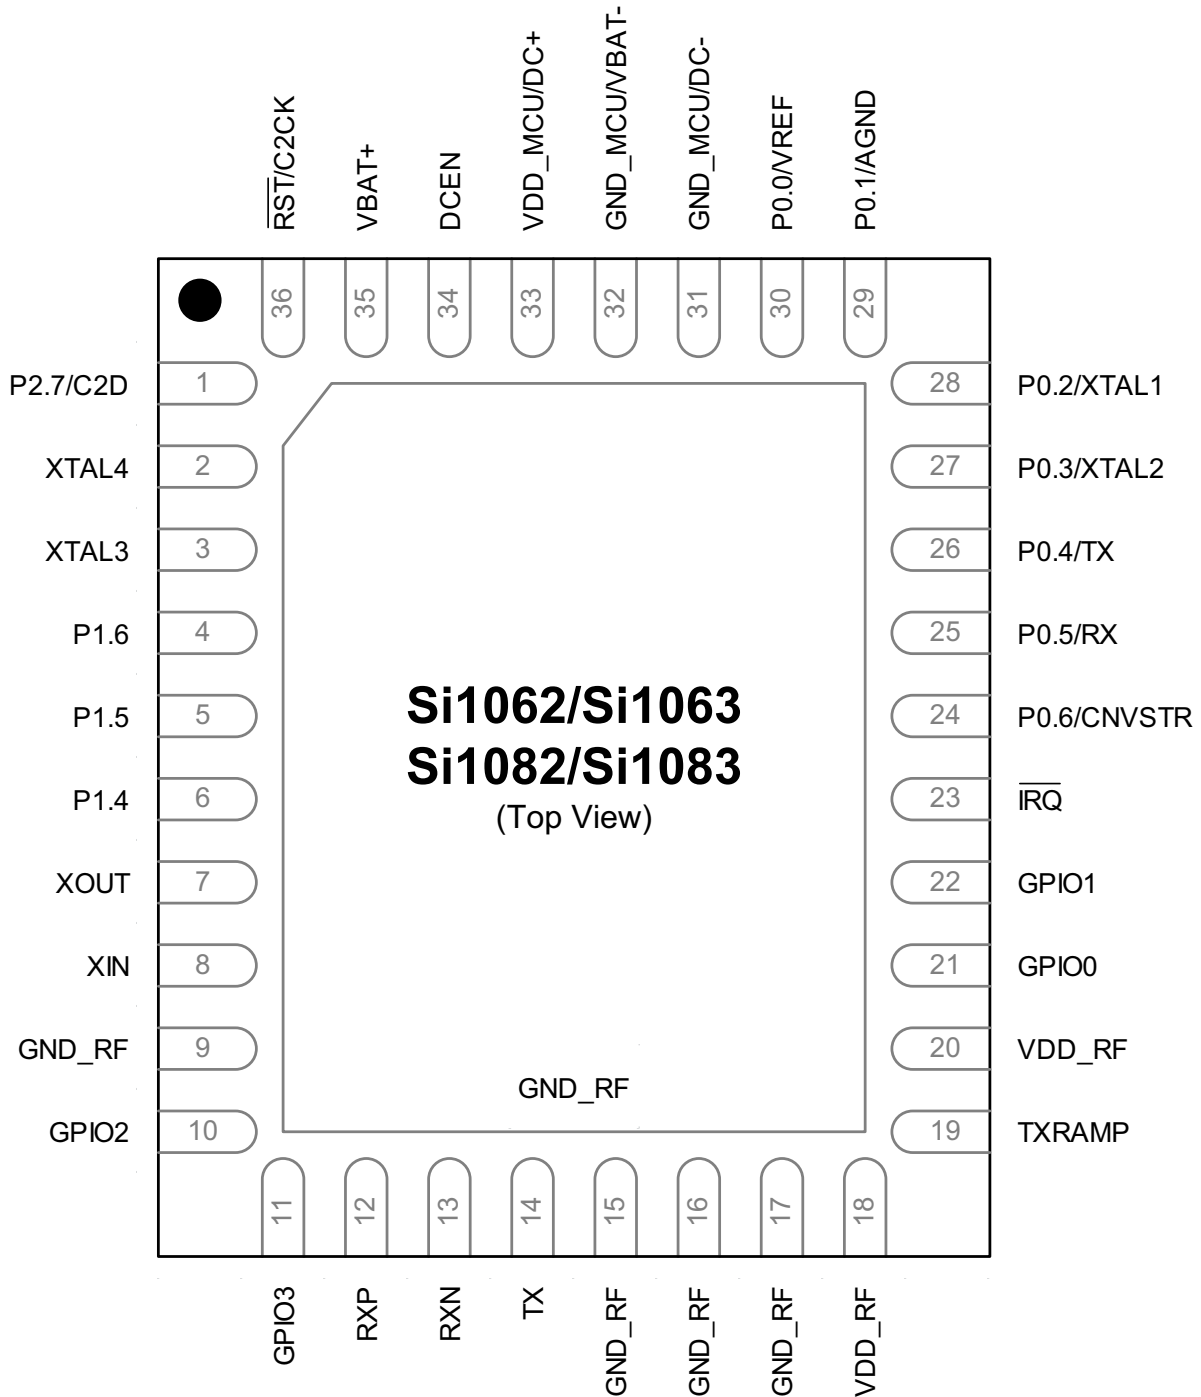 RST/C2CK
VBAT+
DCEN
VDD_MCU/DC+
GND_MCU/VBAT-
GND_MCU/DC-
P0.0/VREF
P0.1/AGND
36
35
34
33
32
31
30
29
P2.7/C2D
1
28
P0.2/XTAL1
XTAL4
2
27
P0.3/XTAL2
XTAL3
3
26
P0.4/TX
P1.6
4
25
P0.5/RX
P1.5
5
Si1062/Si1063
24
P0.6/CNVSTR
Si1082/Si1083
P1.4
6
(Top View)
23
IRQ
XOUT
7
22
GPIO1
XIN
8
21
GPIO0
GND_RF
9
20
VDD_RF
GND_RF
GPIO2
10
19
TXRAMP
11
12
13
14
15
16
17
18
GPIO3
RXP
RXN
TX
GND_RF
GND_RF
GND_RF
VDD_RF